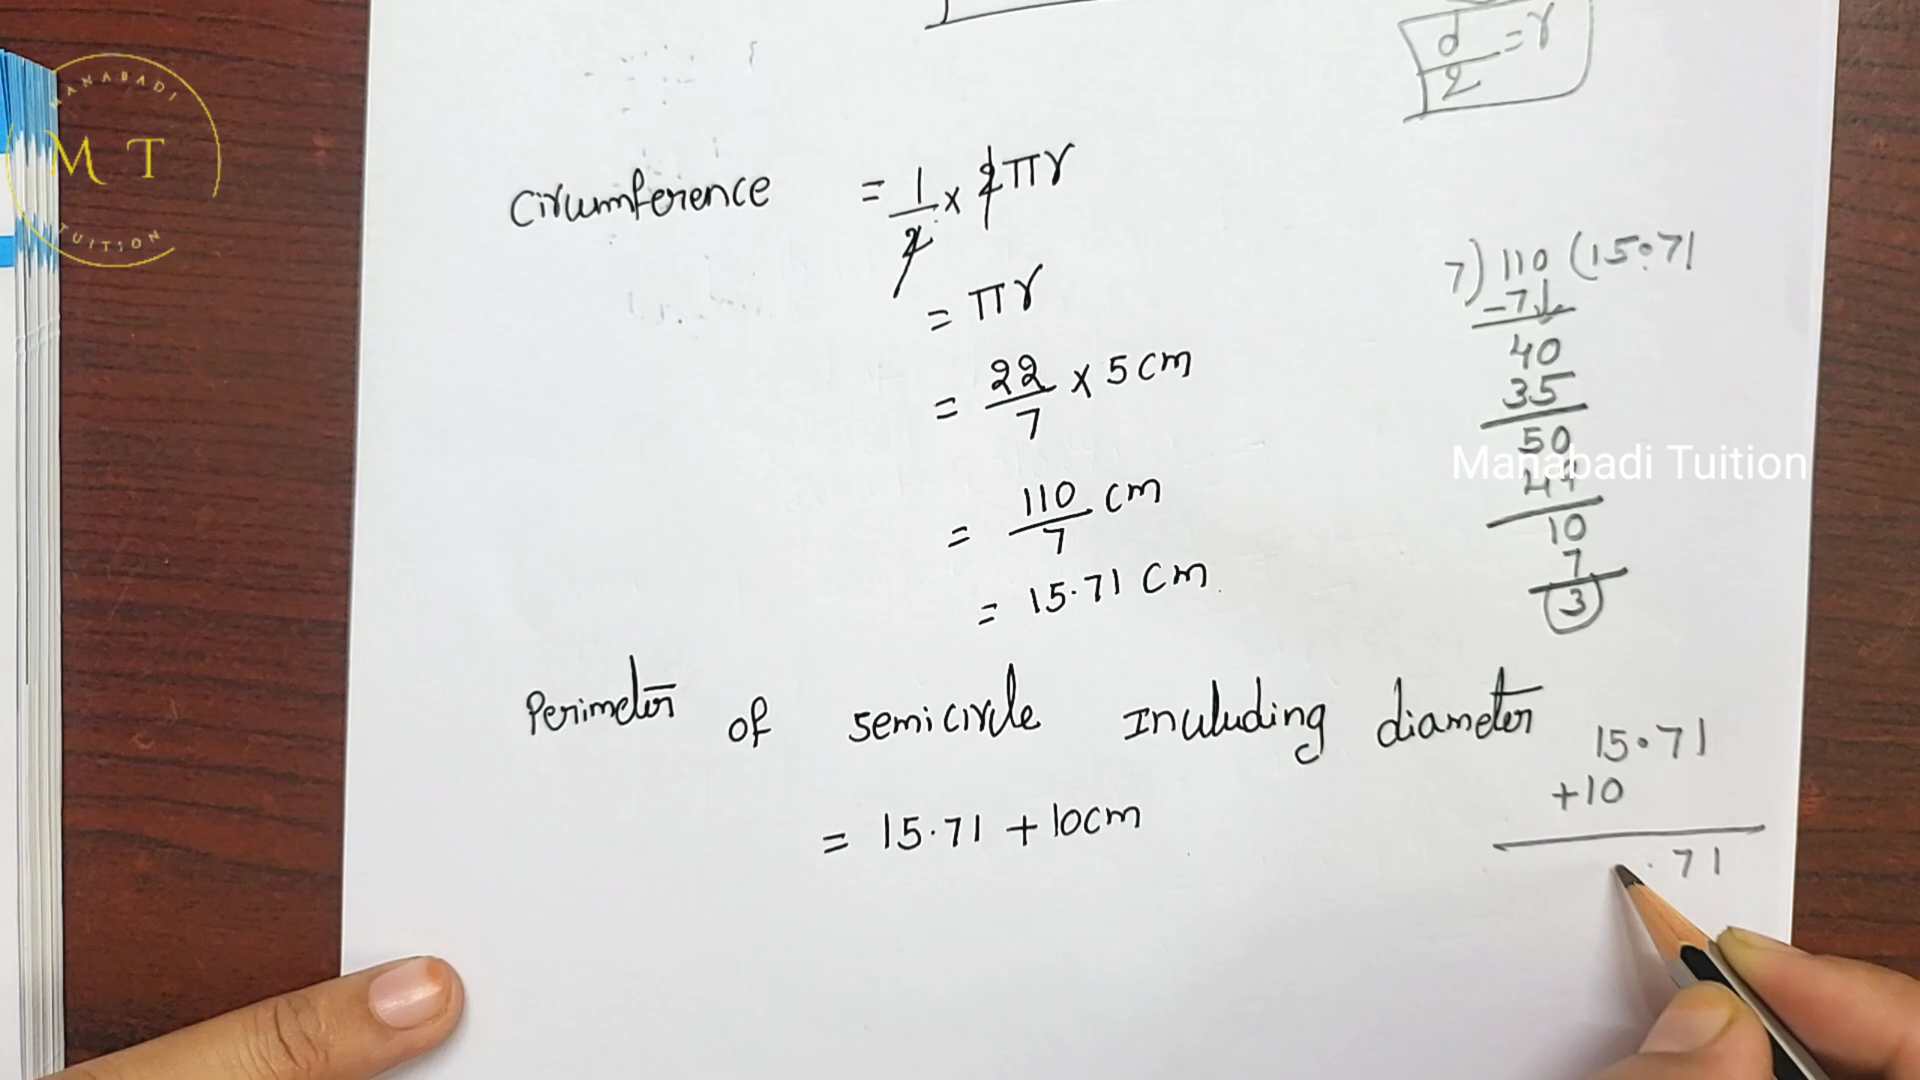 d/2 = r
MANABADI
M T
TUITION
Circumference = 1/2 × 2πr
= πr
= 22/7 × 5 cm
= 110/7 cm
= 15.71 cm.
7) 110 (15.71
-7↓
40
35
50
Manabadi Tuition
10
7
3
Perimeter of semicircle Including diameter
= 15.71 + 10cm
15.71
+10
.71